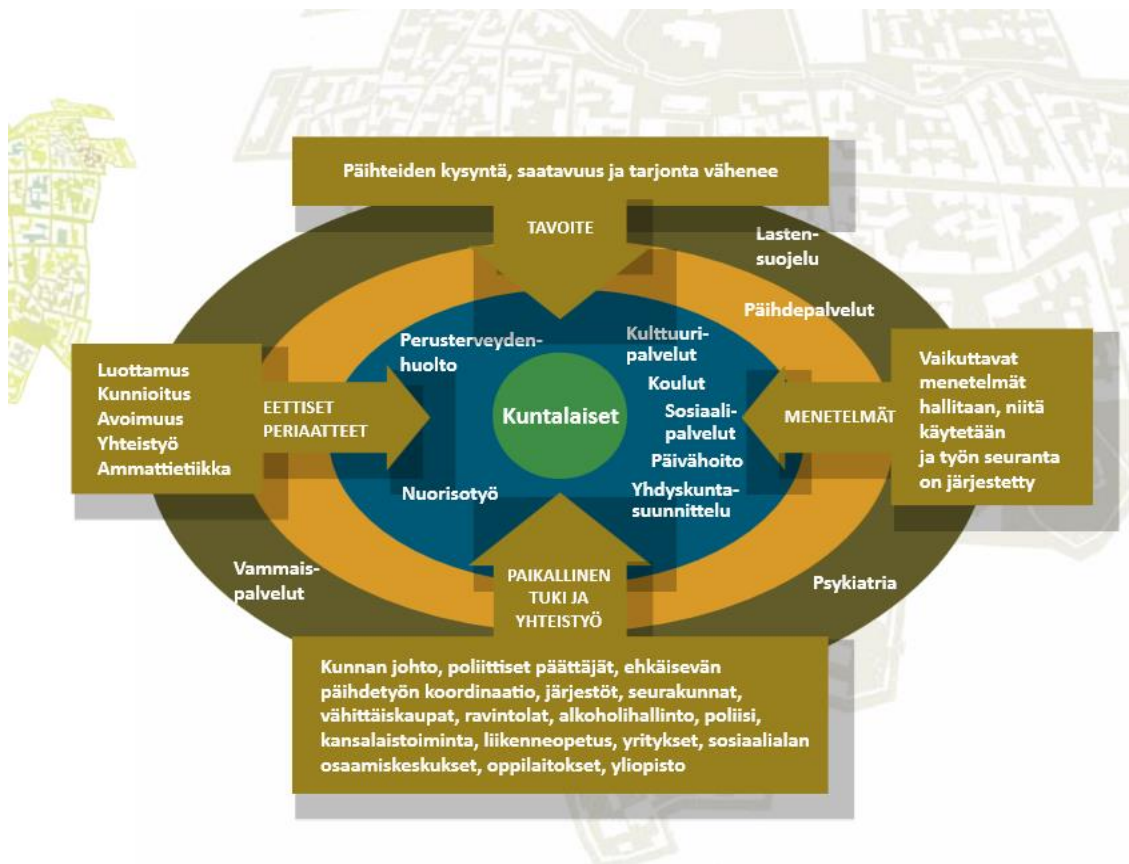 Päihteiden kysyntä, saatavuus ja tarjonta vähenee
TAVOITE
Lasten-
suojelu
Päihdepalvelut
Perusterveyden-
huolto
Kulttuuri-
palvelut
Koulut
Sosiaali-
palvelut
Päivähoito
Yhdyskunta-
suunnittelu
Kuntalaiset
Nuorisotyö
Luottamus
Kunnioitus
Avoimuus
Yhteistyö
Ammattietiikka
EETTISET
PERIAATTEET
MENETELMÄT
Vaikuttavat
menetelmät
hallitaan, niitä
käytetään
ja työn seuranta
on järjestetty
Vammais-
palvelut
Psykiatria
PAIKALLINEN
TUKI JA
YHTEISTYÖ
Kunnan johto, poliittiset päättäjät, ehkäisevän
päihdetyön koordinaatio, järjestöt, seurakunnat,
vähittäiskaupat, ravintolat, alkoholihallinto, poliisi,
kansalaistoiminta, liikenneopetus, yritykset, sosiaalialan
osaamiskeskukset, oppilaitokset, yliopisto